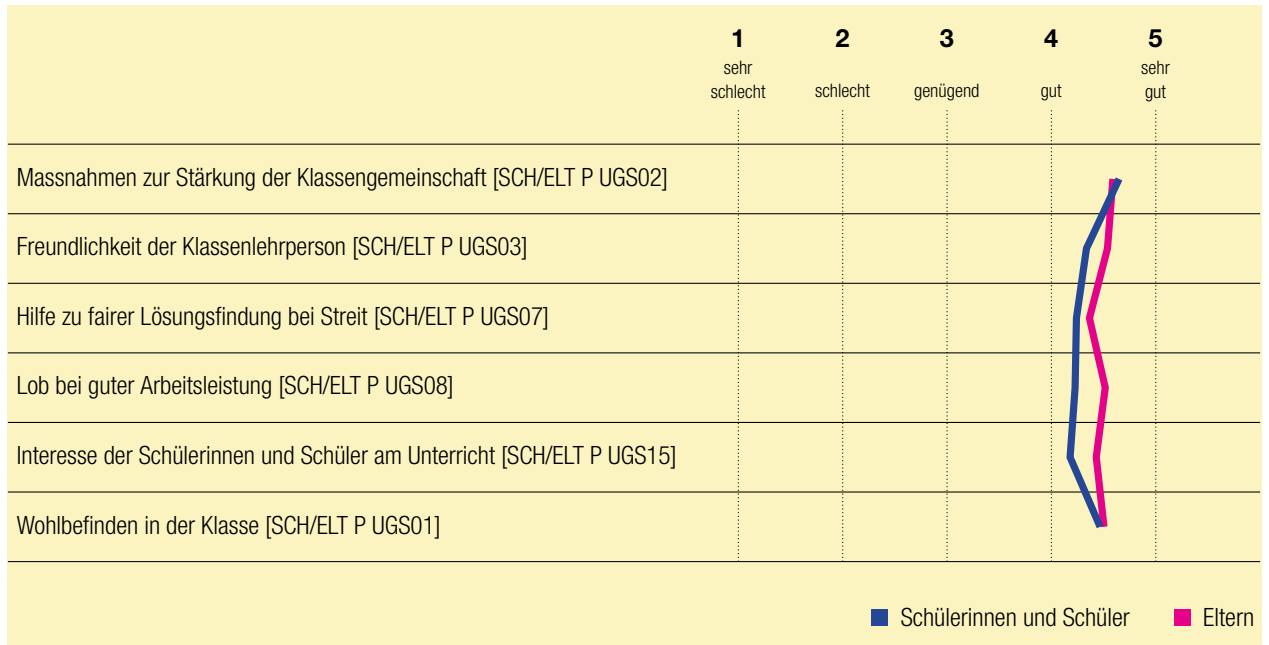 1 2 3 4 5
sehr sehr
schlecht schlecht genügend gut gut
Massnahmen zur Stärkung der Klassengemeinschaft [SCH/ELT P UGS02]
Freundlichkeit der Klassenlehrperson [SCH/ELT P UGS03]
Hilfe zu fairer Lösungsfindung bei Streit [SCH/ELT P UGS07]
Lob bei guter Arbeitsleistung [SCH/ELT P UGS08]
Interesse der Schülerinnen und Schüler am Unterricht [SCH/ELT P UGS15]
Wohlbefinden in der Klasse [SCH/ELT P UGS01]
Schülerinnen und Schüler Eltern